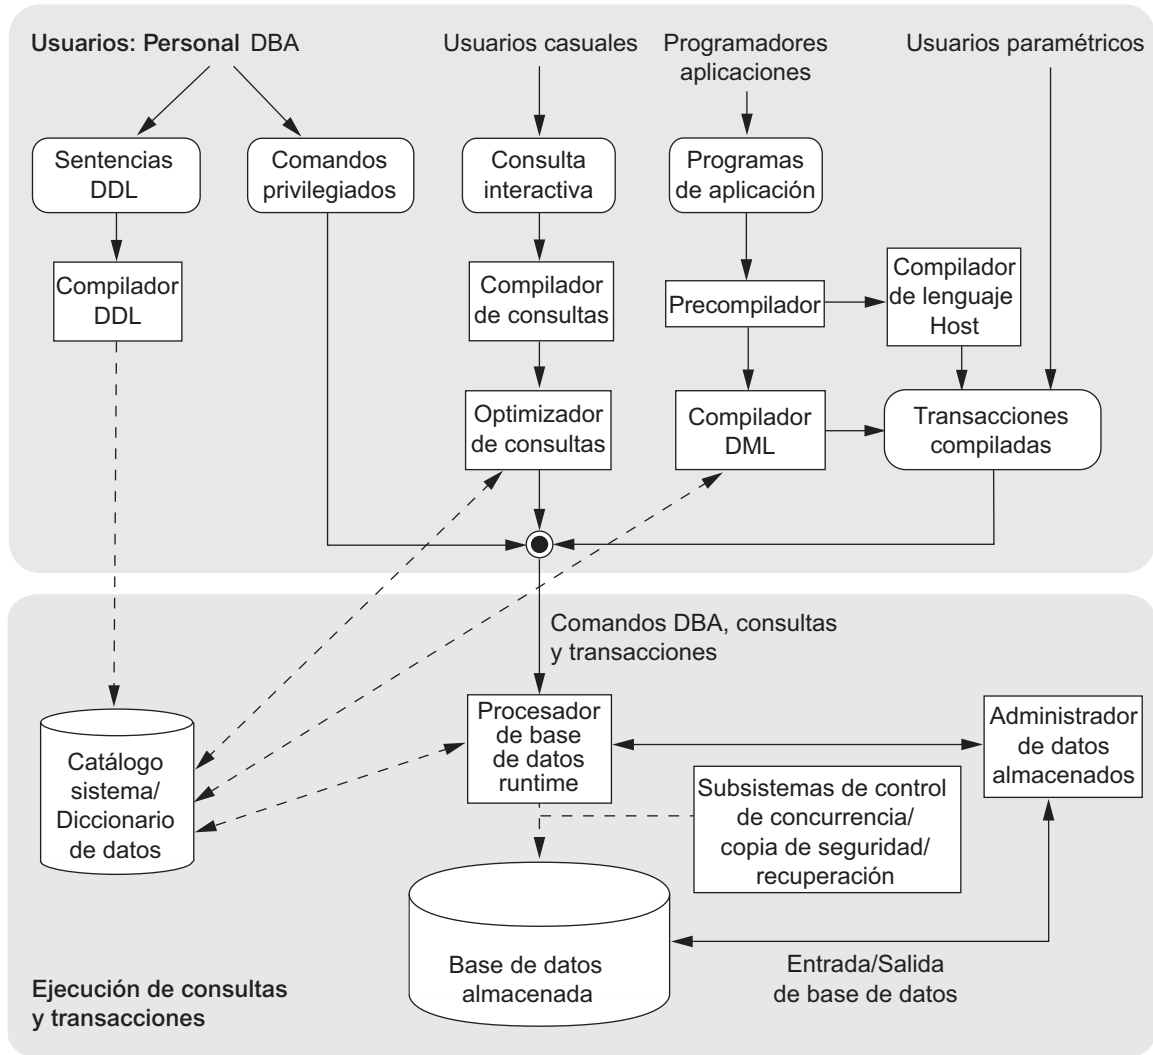 Usuarios: Personal DBA
Usuarios casuales
Programadores
aplicaciones
Usuarios paramétricos
Sentencias
DDL
Comandos
privilegiados
Consulta
interactiva
Programas
de aplicación
Compilador
DDL
Compilador
de consultas
Precompilador
Compilador
de lenguaje
Host
Optimizador
de consultas
Compilador
DML
Transacciones
compiladas
Comandos DBA, consultas
y transacciones
Catálogo
sistema/
Diccionario
de datos
Procesador
de base
de datos
runtime
Administrador
de datos
almacenados
Subsistemas de control
de concurrencia/
copia de seguridad/
recuperación
Base de datos
almacenada
Entrada/Salida
de base de datos
Ejecución de consultas
y transacciones